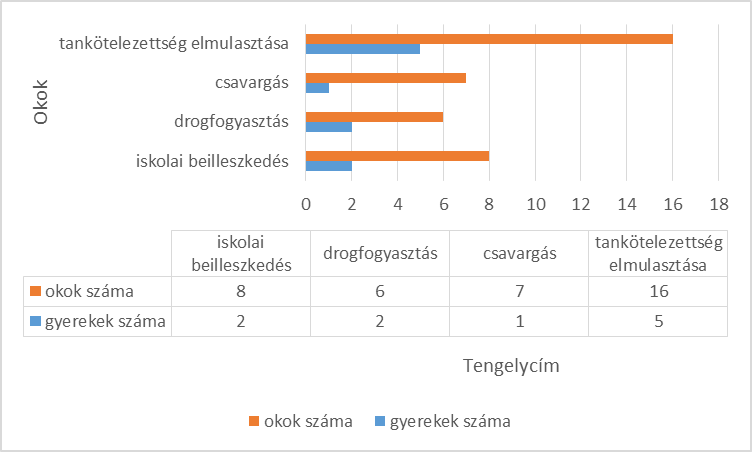 Okok
tankötelezettség elmulasztása
csavargás
drogfogyasztás
iskolai beilleszkedés
0 2 4 6 8 10 12 14 16 18
iskolai beilleszkedés drogfogyasztás csavargás tankötelezettség elmulasztása
okok száma 8 6 7 16
gyerekek száma 2 2 1 5
Tengelycím
okok száma gyerekek száma